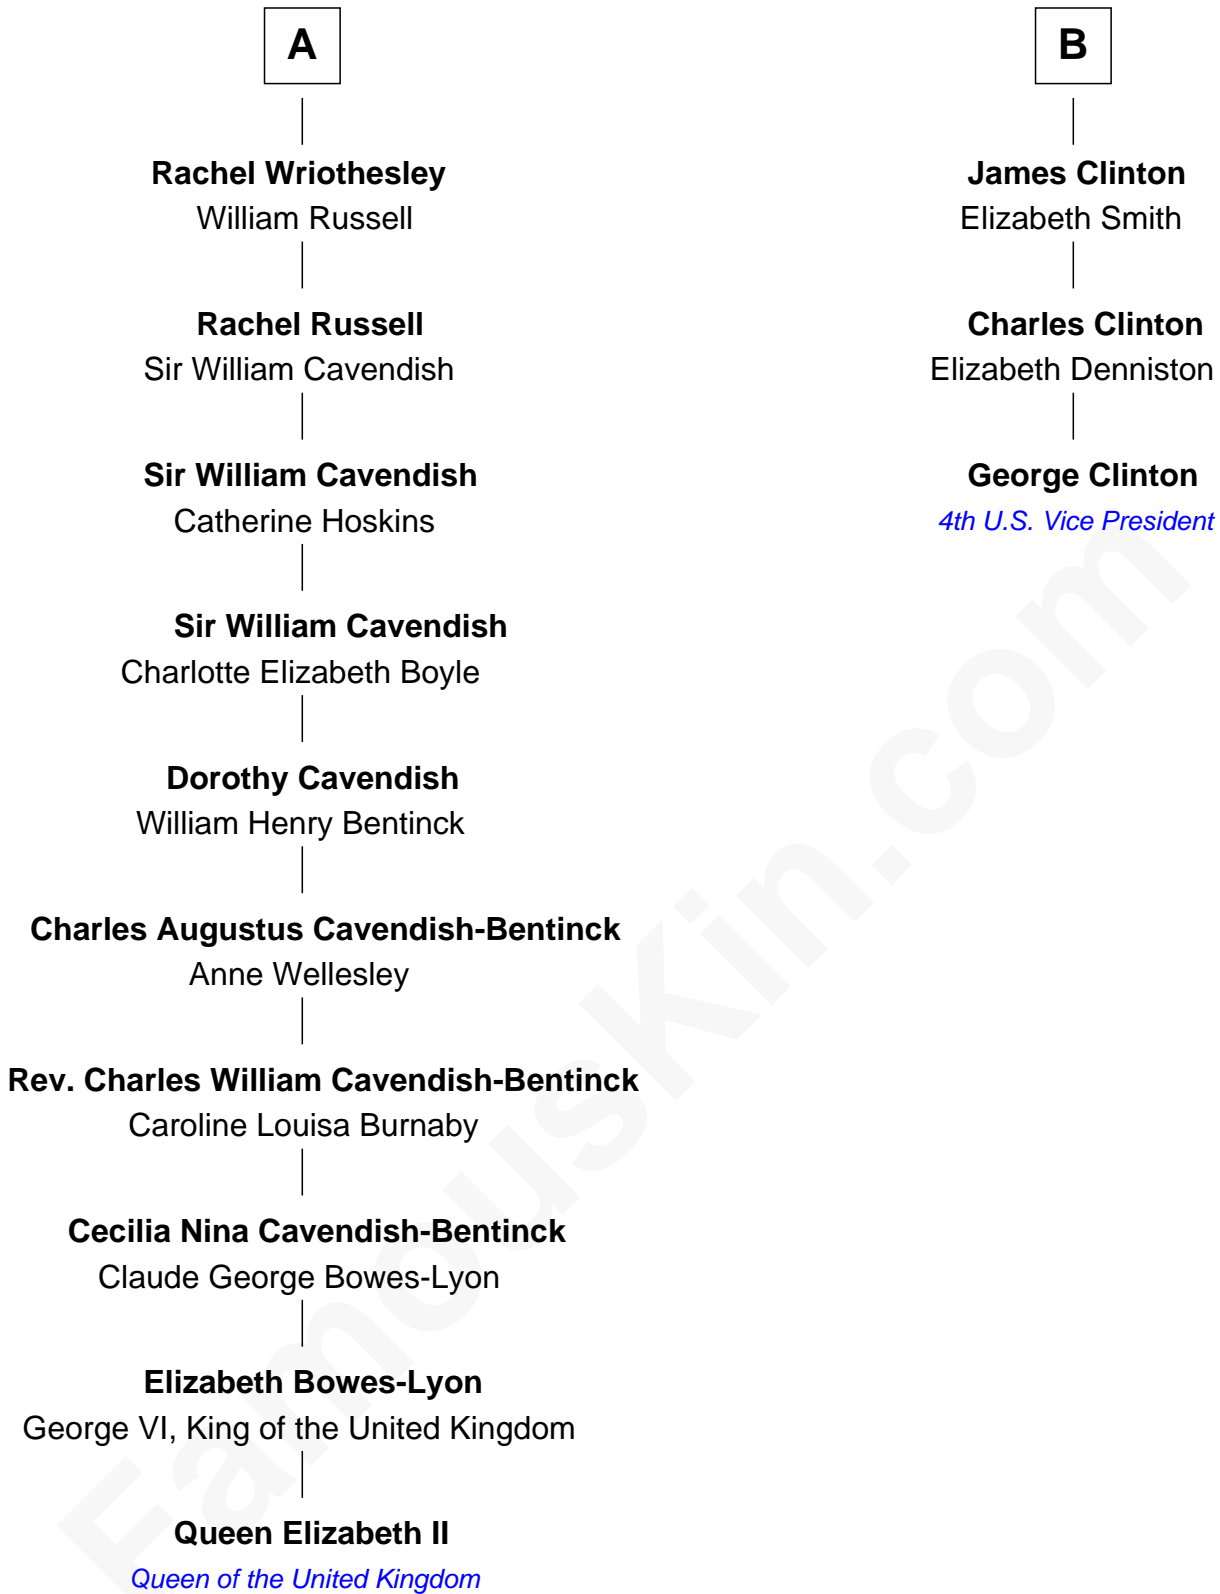 A
Rachel Wriothesley
William Russell
Rachel Russell
Sir William Cavendish
Sir William Cavendish
Catherine Hoskins
Sir William Cavendish
Charlotte Elizabeth Boyle
Dorothy Cavendish
William Henry Bentinck
Charles Augustus Cavendish-Bentinck
Anne Wellesley
Rev. Charles William Cavendish-Bentinck
Caroline Louisa Burnaby
Cecilia Nina Cavendish-Bentinck
Claude George Bowes-Lyon
Elizabeth Bowes-Lyon
George VI, King of the United Kingdom
Queen Elizabeth II
Queen of the United Kingdom
B
James Clinton
Elizabeth Smith
Charles Clinton
Elizabeth Denniston
George Clinton
4th U.S. Vice President
FamousKin.com